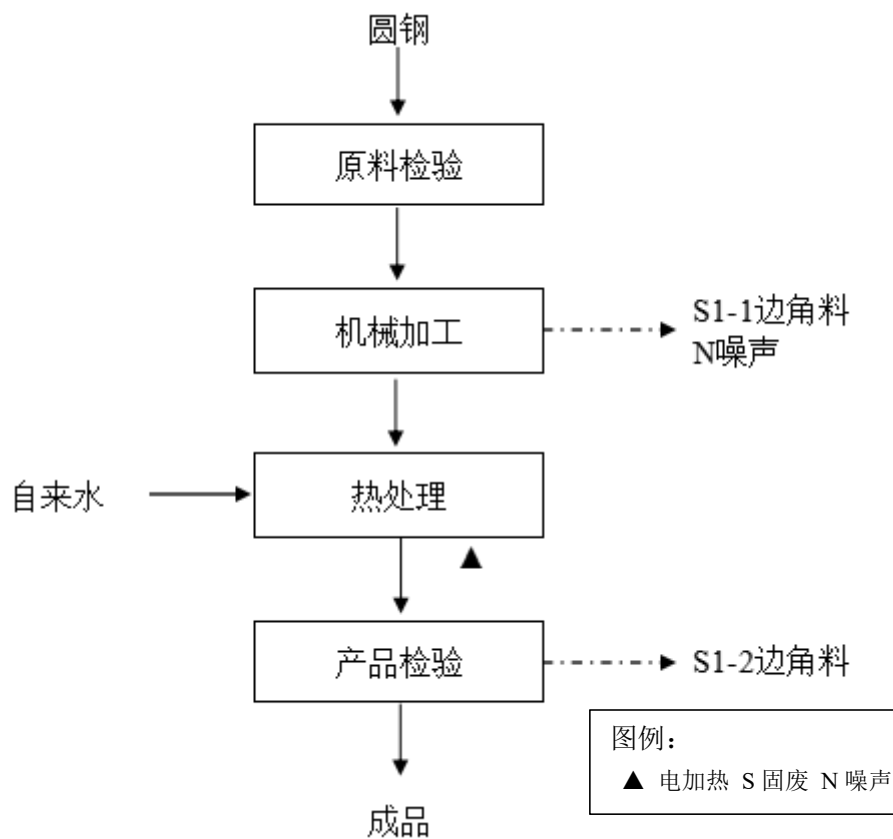 圆钢
原料检验
机械加工
S1-1边角料
N噪声
自来水
热处理
▲
产品检验
S1-2边角料
图例：
▲ 电加热 S 固废 N 噪声
成品